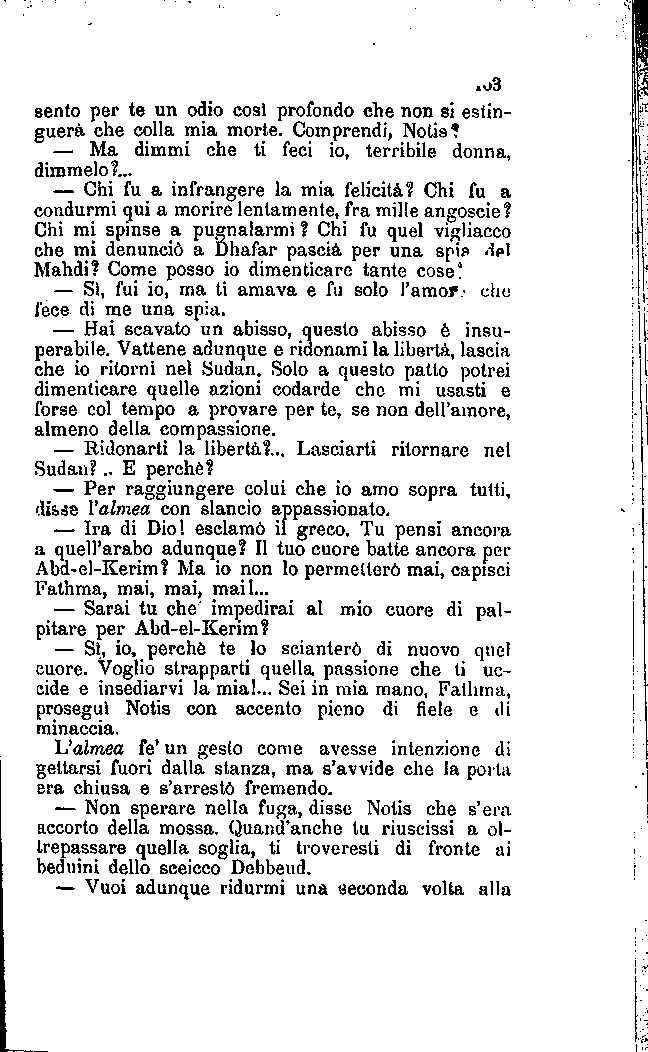 sento per te un odio così profondo che non si estin-
guerà che colla mia morte. Comprendi, Notis?
— Ma dimmi che ti feci io, terribile donna,
dimmelo?...
— Chi fu a infrangere la mia felicità? Chi fu a
condurmi qui a morire lentamente, fra mille angoscie?
Chi mi spinse a pugnalarmi? Chi fu quel vigliacco
che mi denunciò a Dhafar pascià per una spia del
Mahdi? Come posso io dimenticare tante cose?
— Sì, fui io, ma ti amava e fu solo l'amore che
fece di me una spia.
— Hai scavato un abisso, questo abisso è insu-
perabile. Vattene adunque e ridonami la libertà, lascia
che io ritorni nel Sudan. Solo a questo patto potrei
dimenticare quelle azioni codarde che mi usasti e
forse col tempo a provare per te, se non dell'amore,
almeno della compassione.
— Ridonarti la libertà?... Lasciarti ritornare nel
Sudan? .. E perchè?
— Per raggiungere colui che io amo sopra tutti,
disse l'almea con slancio appassionato.
— Ira di Dio! esclamò il greco. Tu pensi ancora
a quell'arabo adunque? Il tuo cuore batte ancora per
Abd-el-Kerim? Ma io non lo permetterò mai, capisci
Fathma, mai, mai, mai!...
— Sarai tu che impedirai al mio cuore di pal-
pitare per Abd-el-Kerim?
— Sì, io, perchè te lo scianterò di nuovo quel
cuore. Voglio strapparti quella passione che ti uc-
cide e insediarvi la mia!... Sei in mia mano, Fathma,
proseguì Notis con accento pieno di fiele e di
minaccia.
L'almea fe' un gesto come avesse intenzione di
gettarsi fuori dalla stanza, ma s'avvide che la porta
era chiusa e s'arrestò fremendo.
— Non sperare nella fuga, disse Notis che s'era
accorto della mossa. Quand'anche tu riuscissi a ol-
trepassare quella soglia, ti troveresti di fronte ai
beduini dello sceicco Debbeud.
— Vuoi adunque ridurmi una seconda volta alla